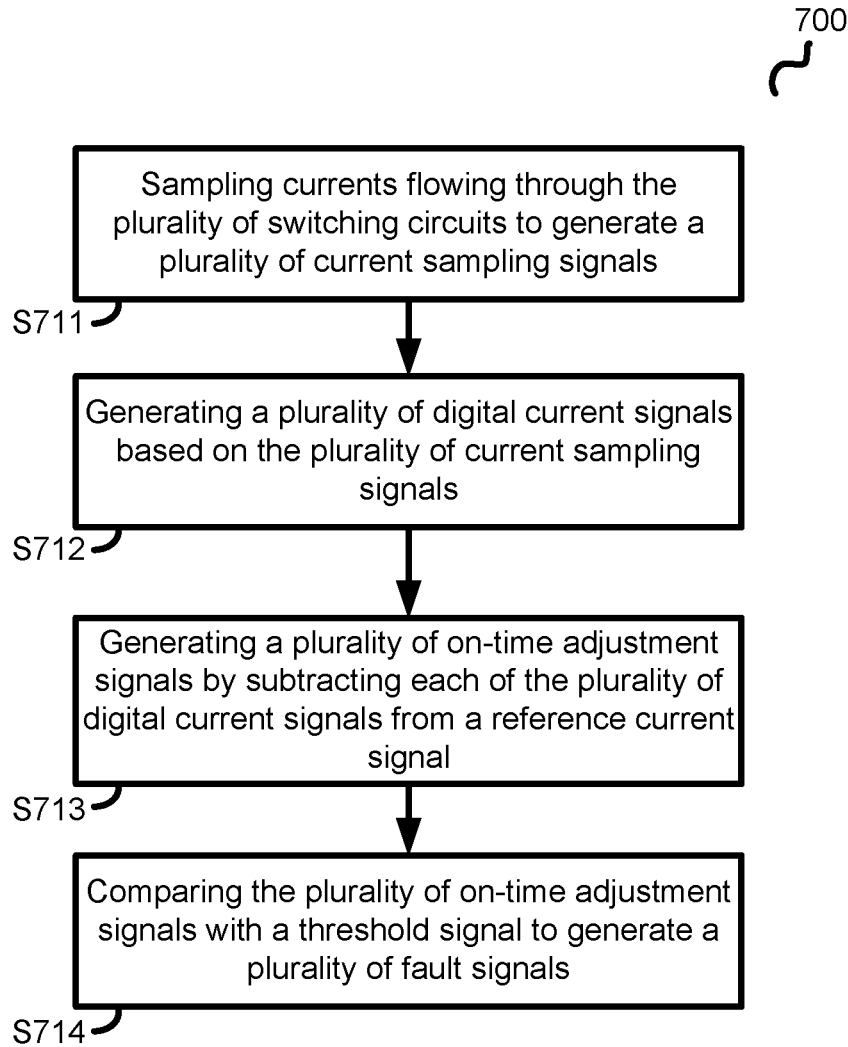 700
Sampling currents flowing through the
plurality of switching circuits to generate a
plurality of current sampling signals
S711
Generating a plurality of digital current signals
based on the plurality of current sampling
signals
S712
Generating a plurality of on-time adjustment
signals by subtracting each of the plurality of
digital current signals from a reference current
signal
S713
Comparing the plurality of on-time adjustment
signals with a threshold signal to generate a
plurality of fault signals
S714